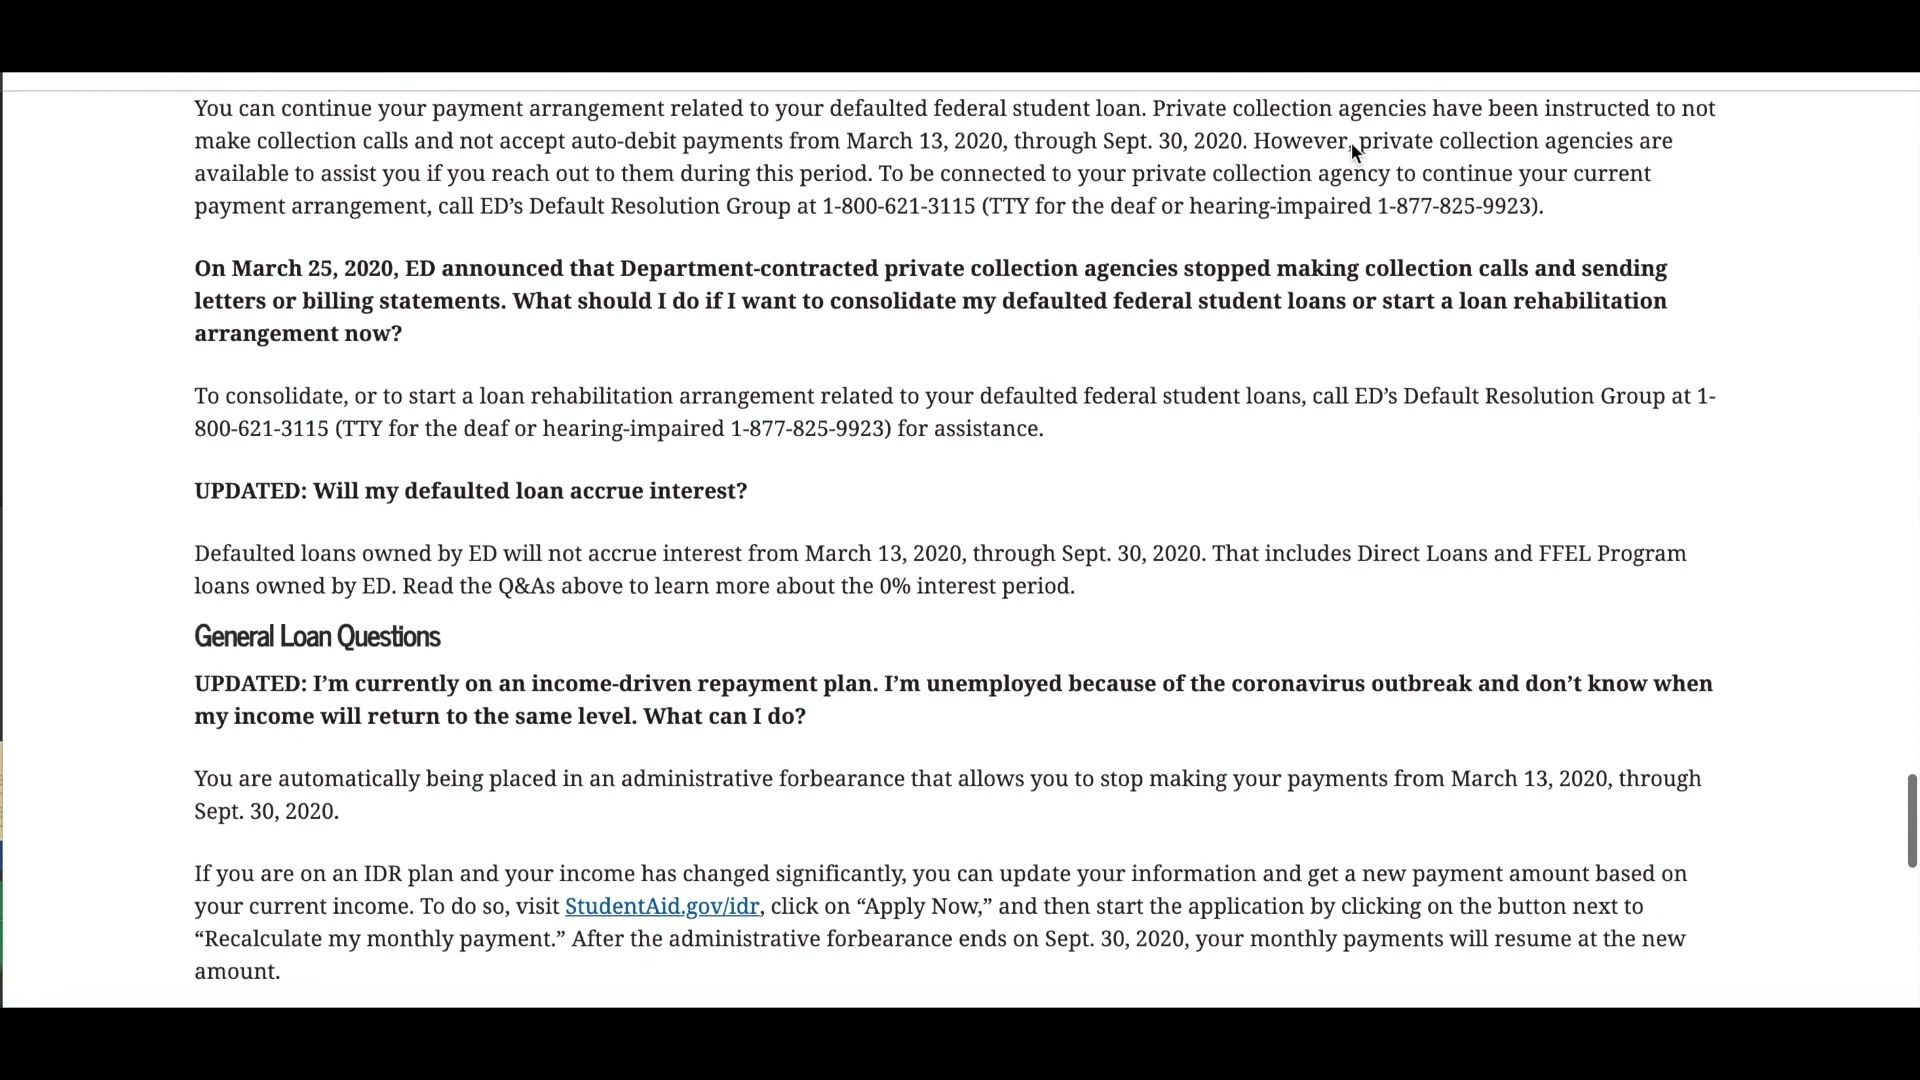 You can continue your payment arrangement related to your defaulted federal student loan. Private collection agencies have been instructed to not
make collection calls and not accept auto-debit payments from March 13, 2020, through Sept. 30, 2020. However, private collection agencies are
available to assist you if you reach out to them during this period. To be connected to your private collection agency to continue your current
payment arrangement, call ED’s Default Resolution Group at 1-800-621-3115 (TTY for the deaf or hearing-impaired 1-877-825-9923).
On March 25, 2020, ED announced that Department-contracted private collection agencies stopped making collection calls and sending
letters or billing statements. What should I do if I want to consolidate my defaulted federal student loans or start a loan rehabilitation
arrangement now?
To consolidate, or to start a loan rehabilitation arrangement related to your defaulted federal student loans, call ED’s Default Resolution Group at 1-
800-621-3115 (TTY for the deaf or hearing-impaired 1-877-825-9923) for assistance.
UPDATED: Will my defaulted loan accrue interest?
Defaulted loans owned by ED will not accrue interest from March 13, 2020, through Sept. 30, 2020. That includes Direct Loans and FFEL Program
loans owned by ED. Read the Q&As above to learn more about the 0% interest period.
General Loan Questions
UPDATED: I’m currently on an income-driven repayment plan. I’m unemployed because of the coronavirus outbreak and don’t know when
my income will return to the same level. What can I do?
You are automatically being placed in an administrative forbearance that allows you to stop making your payments from March 13, 2020, through
Sept. 30, 2020.
If you are on an IDR plan and your income has changed significantly, you can update your information and get a new payment amount based on
your current income. To do so, visit StudentAid.gov/idr, click on “Apply Now,” and then start the application by clicking on the button next to
“Recalculate my monthly payment.” After the administrative forbearance ends on Sept. 30, 2020, your monthly payments will resume at the new
amount.